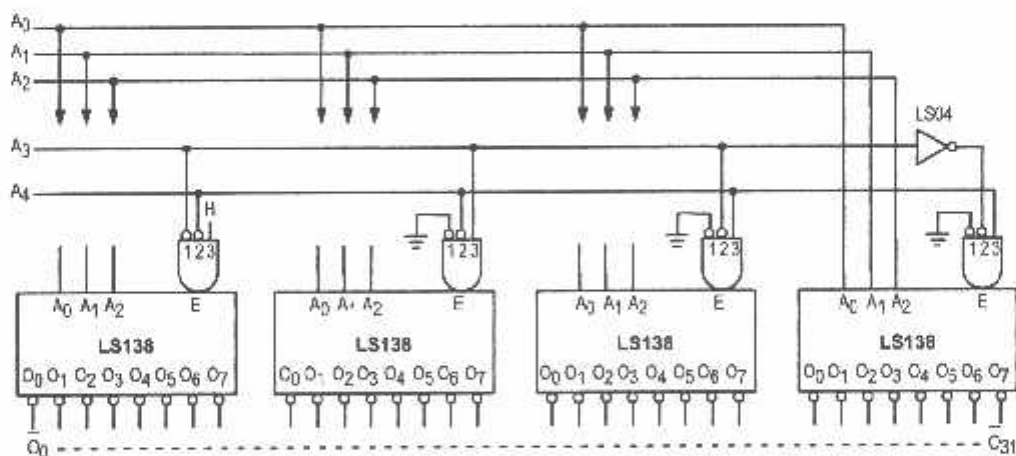 A0
A1
A2
LS04
A3
A4
H
123
123
123
123
A0 A1 A2 E
A0 A1 A2 E
A0 A1 A2 E
A0 A1 A2 E
LS138
LS138
LS138
LS138
O0 O1 O2 O3 O4 O5 O6 O7
O0 O1 O2 O3 O4 O5 O6 O7
O0 O1 O2 O3 O4 O5 O6 O7
O0 O1 O2 O3 O4 O5 O6 O7
O̅0
O̅31